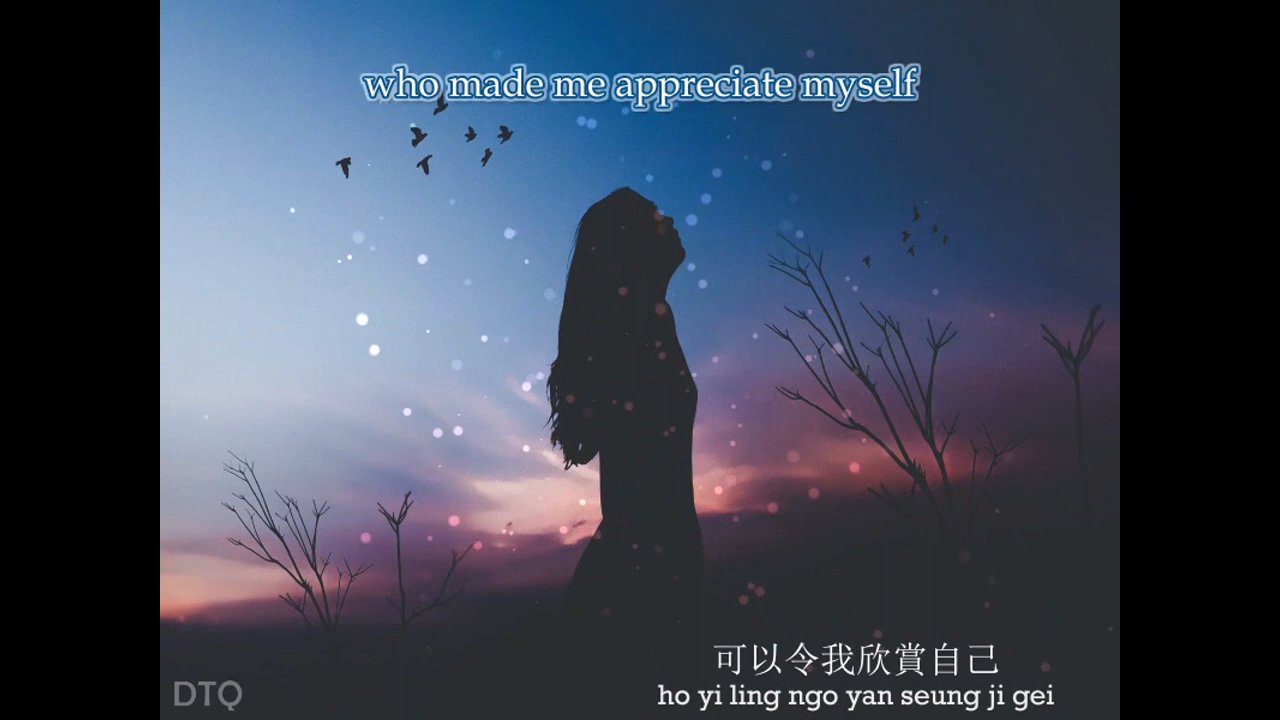 who made me appreciate myself
可以令我欣賞自己
ho yi ling ngo yan seung ji gei
DTQ